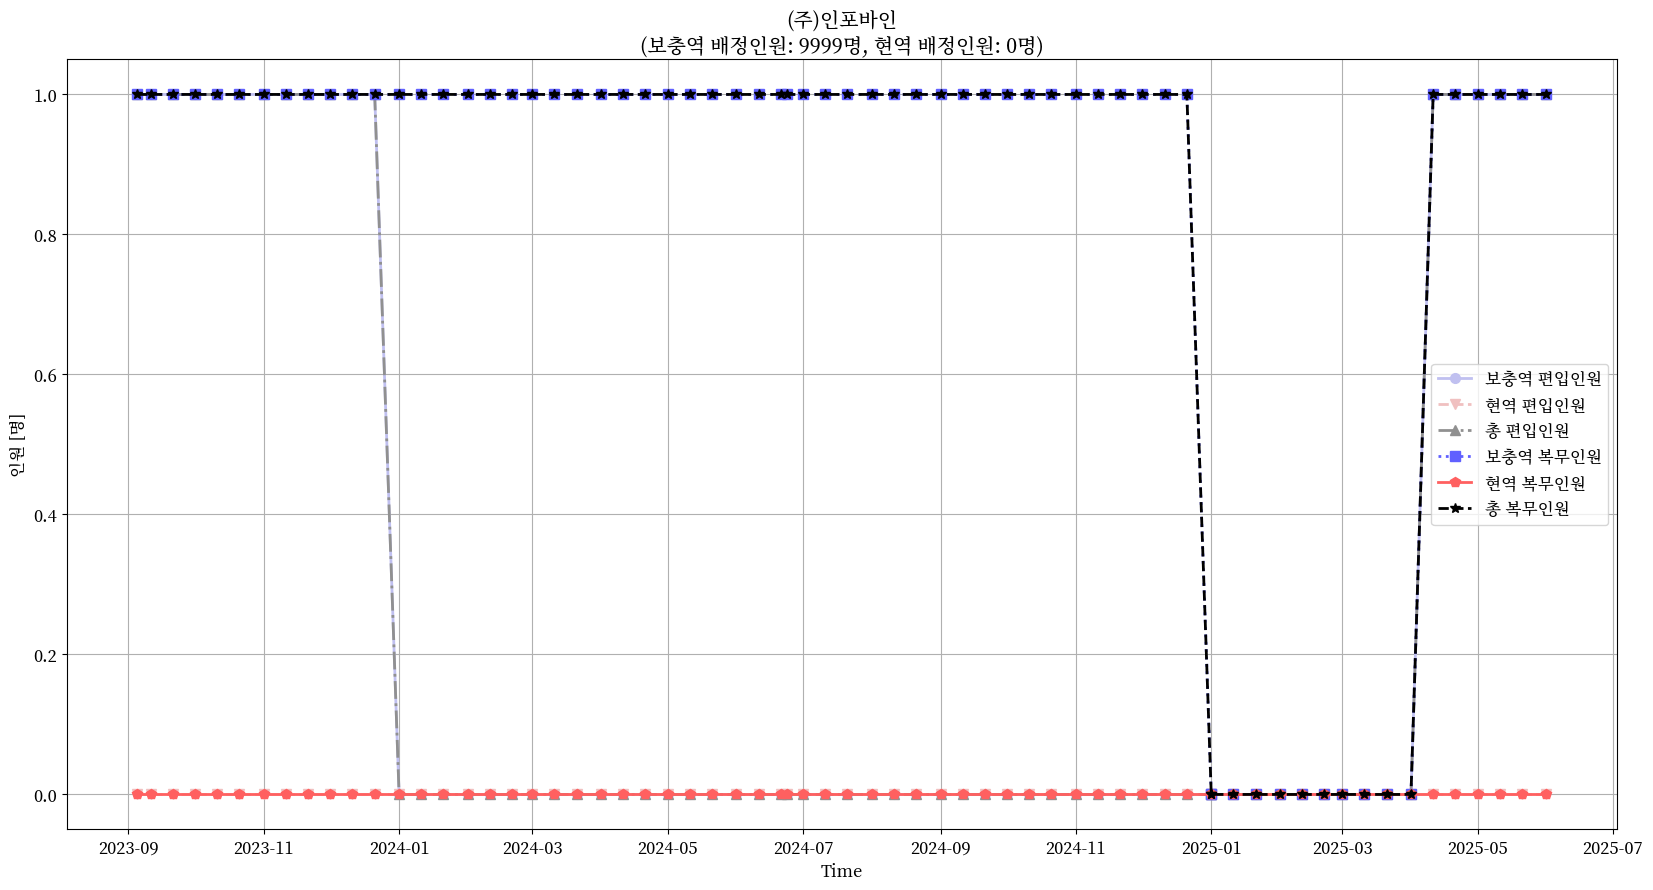 (주)인포바인
(보충역 배정인원: 9999명, 현역 배정인원: 0명)
인원 [명]
1.0
0.8
0.6
0.4
0.2
0.0
보충역 편입인원
현역 편입인원
총 편입인원
보충역 복무인원
현역 복무인원
총 복무인원
2023-09 2023-11 2024-01 2024-03 2024-05 2024-07 2024-09 2024-11 2025-01 2025-03 2025-05 2025-07
Time